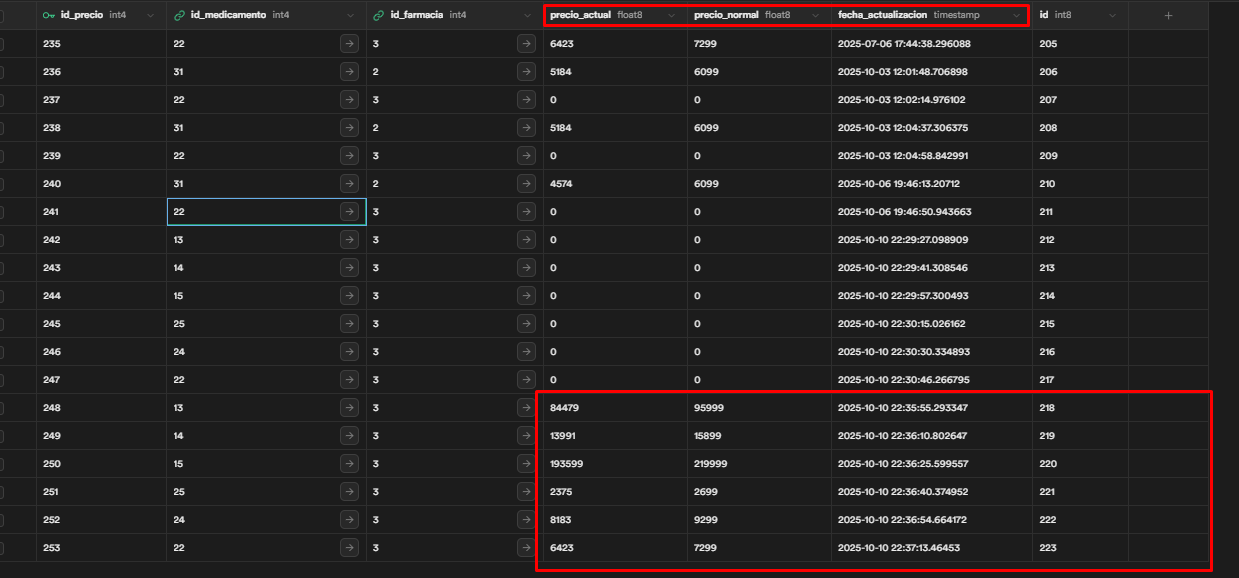 id_precio int4 id_medicamento int4 id_farmacia int4 precio_actual float8 precio_normal float8 fecha_actualizacion timestamp id int8
235 22 3 6423 7299 2025-07-06 17:44:38.296088 205
236 31 2 5184 6099 2025-10-03 12:01:48.706898 206
237 22 3 0 0 2025-10-03 12:02:14.976102 207
238 31 2 5184 6099 2025-10-03 12:04:37.306375 208
239 22 3 0 0 2025-10-03 12:04:58.842991 209
240 31 2 4574 6099 2025-10-06 19:46:13.20712 210
241 22 3 0 0 2025-10-06 19:46:50.943663 211
242 13 3 0 0 2025-10-10 22:29:27.098909 212
243 14 3 0 0 2025-10-10 22:29:41.308546 213
244 15 3 0 0 2025-10-10 22:29:57.300493 214
245 25 3 0 0 2025-10-10 22:30:15.026162 215
246 24 3 0 0 2025-10-10 22:30:30.334893 216
247 22 3 0 0 2025-10-10 22:30:46.266795 217
248 13 3 84479 95999 2025-10-10 22:35:55.293347 218
249 14 3 13991 15899 2025-10-10 22:36:10.802647 219
250 15 3 193599 219999 2025-10-10 22:36:25.599557 220
251 25 3 2375 2699 2025-10-10 22:36:40.374952 221
252 24 3 8183 9299 2025-10-10 22:36:54.664172 222
253 22 3 6423 7299 2025-10-10 22:37:13.46453 223